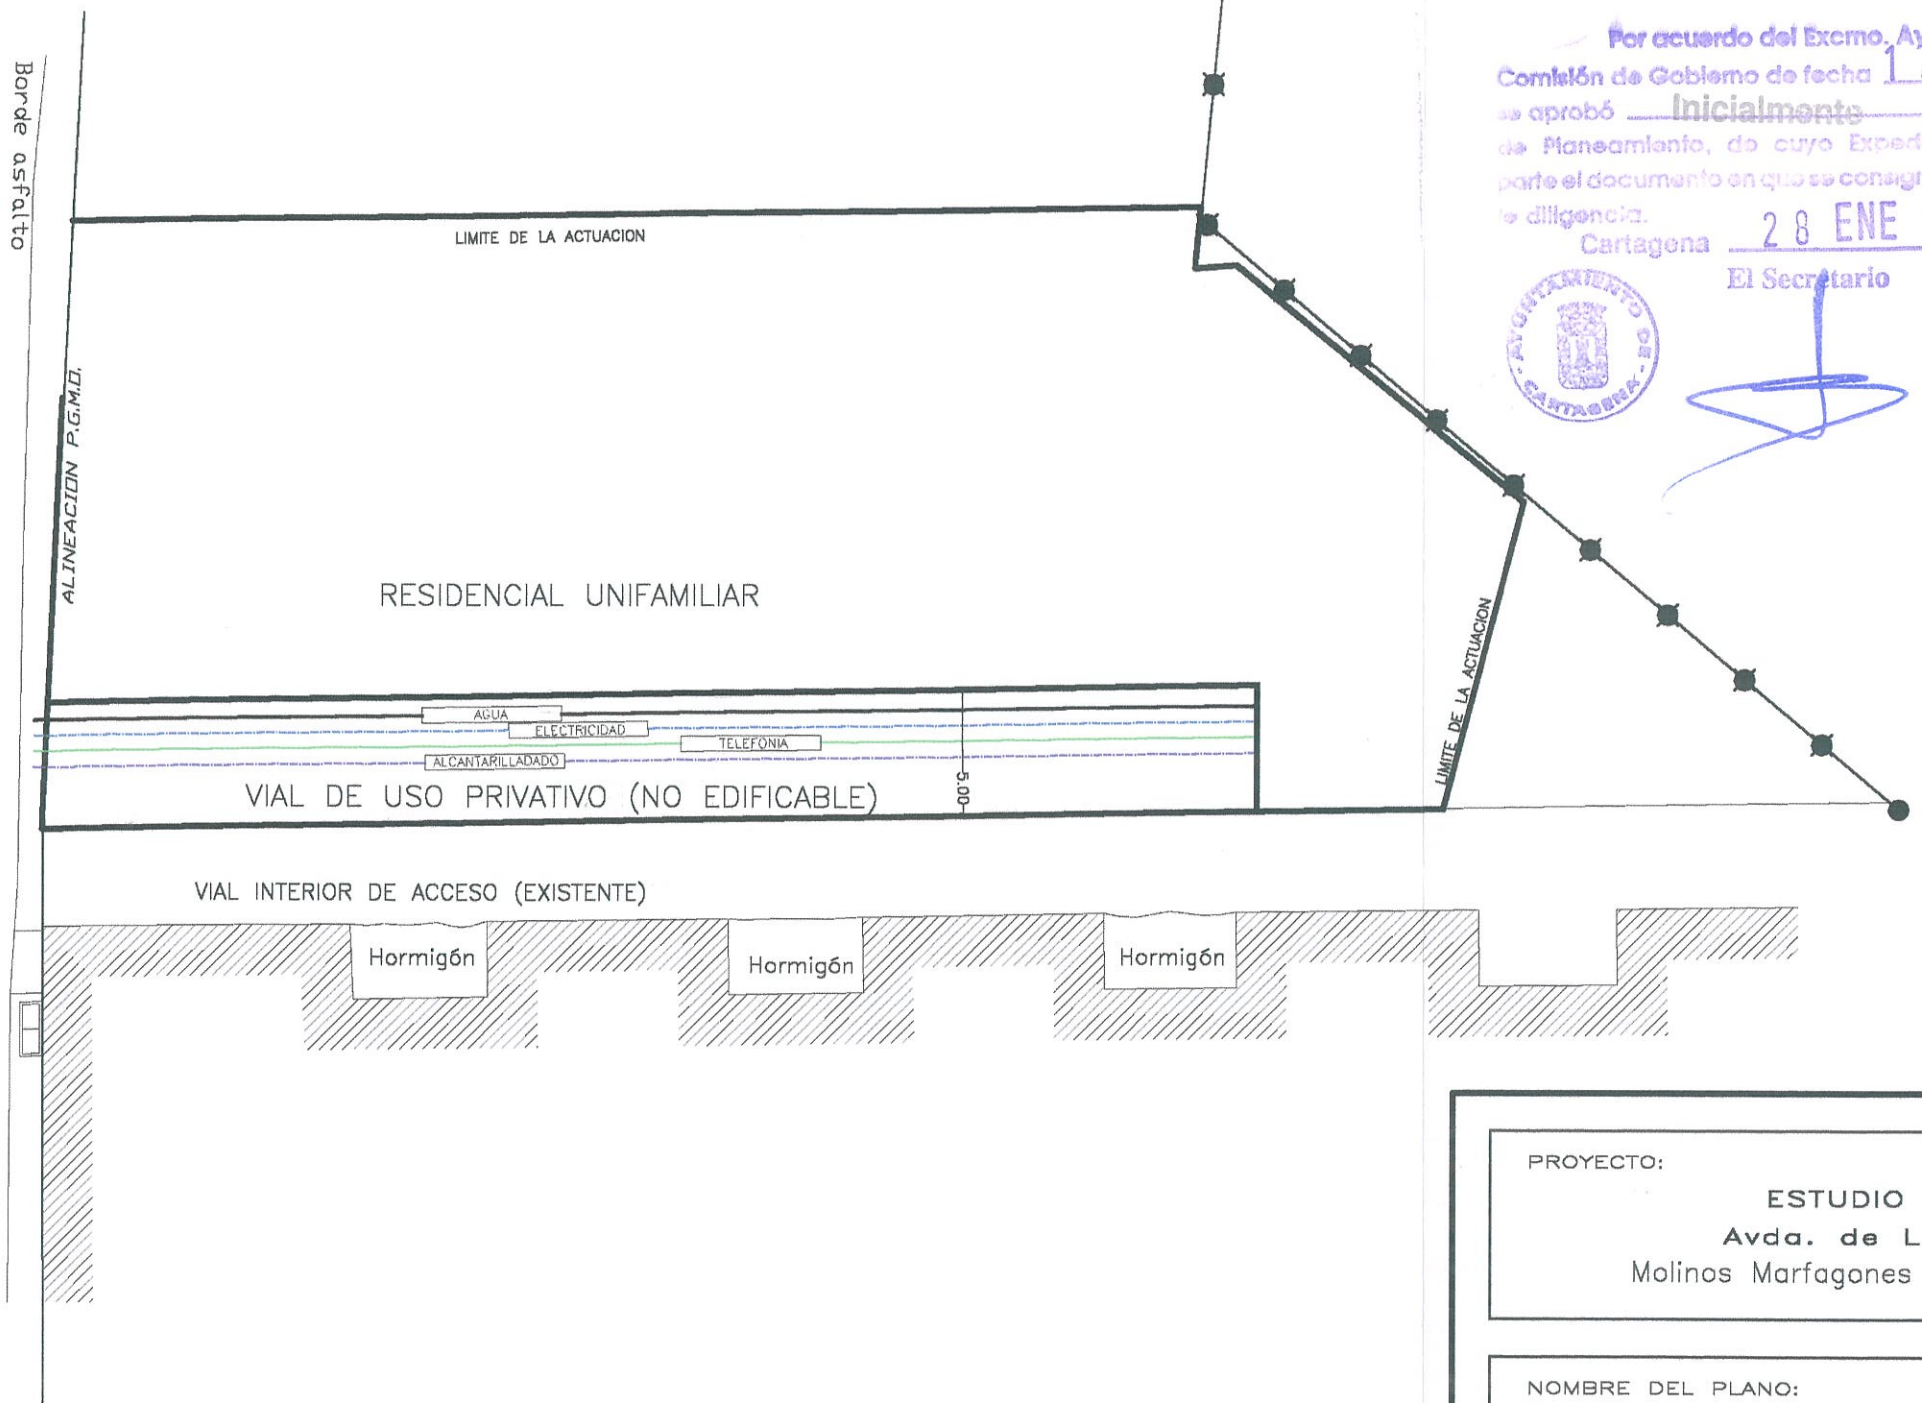 Borde asfalto
Por acuerdo del Excmo. Ay
Comisión de Gobierno de fecha 1
se aprobó Inicialmente
de Planeamiento, de cuyo Exped
parte el documento en que se consig
diligencia.
Cartagena 28 ENE
El Secretario
AYUNTAMIENTO DE
- CARTAGENA -
LIMITE DE LA ACTUACION
ALINEACION P.G.M.O.
RESIDENCIAL UNIFAMILIAR
LIMITE DE LA ACTUACION
AGUA
ELECTRICIDAD
TELEFONIA
ALCANTARILLADADO
5.00
VIAL DE USO PRIVATIVO (NO EDIFICABLE)
VIAL INTERIOR DE ACCESO (EXISTENTE)
Hormigón
Hormigón
Hormigón
PROYECTO:
ESTUDIO
Avda. de L
Molinos Marfagones
NOMBRE DEL PLANO: